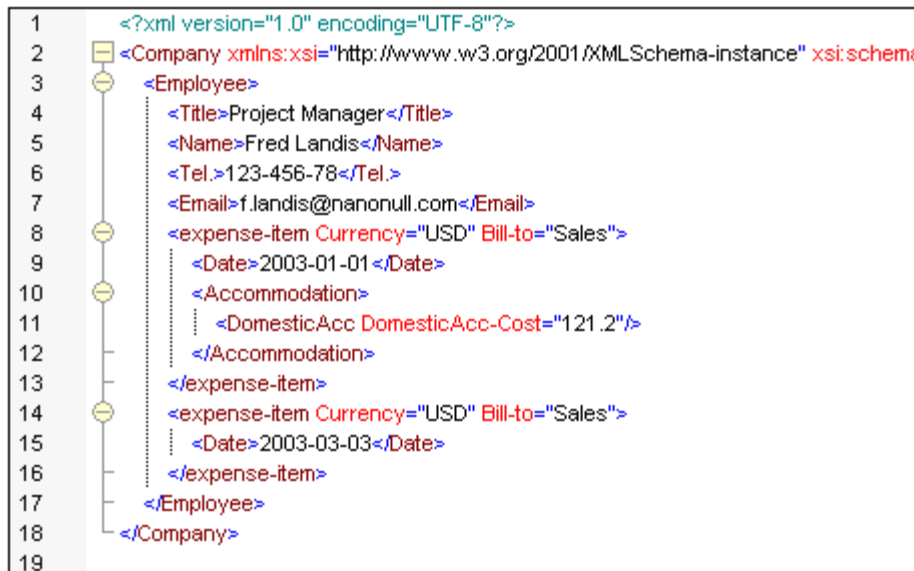 1 <?xml version="1.0" encoding="UTF-8"?>
2 <Company xmlns:xsi="http://www.w3.org/2001/XMLSchema-instance" xsi:schema
3 <Employee>
4 <Title>Project Manager</Title>
5 <Name>Fred Landis</Name>
6 <Tel.>123-456-78</Tel.>
7 <Email>f.landis@nanonull.com</Email>
8 <expense-item Currency="USD" Bill-to="Sales">
9 <Date>2003-01-01</Date>
10 <Accommodation>
11 <DomesticAcc DomesticAcc-Cost="121.2"/>
12 </Accommodation>
13 </expense-item>
14 <expense-item Currency="USD" Bill-to="Sales">
15 <Date>2003-03-03</Date>
16 </expense-item>
17 </Employee>
18 </Company>
19